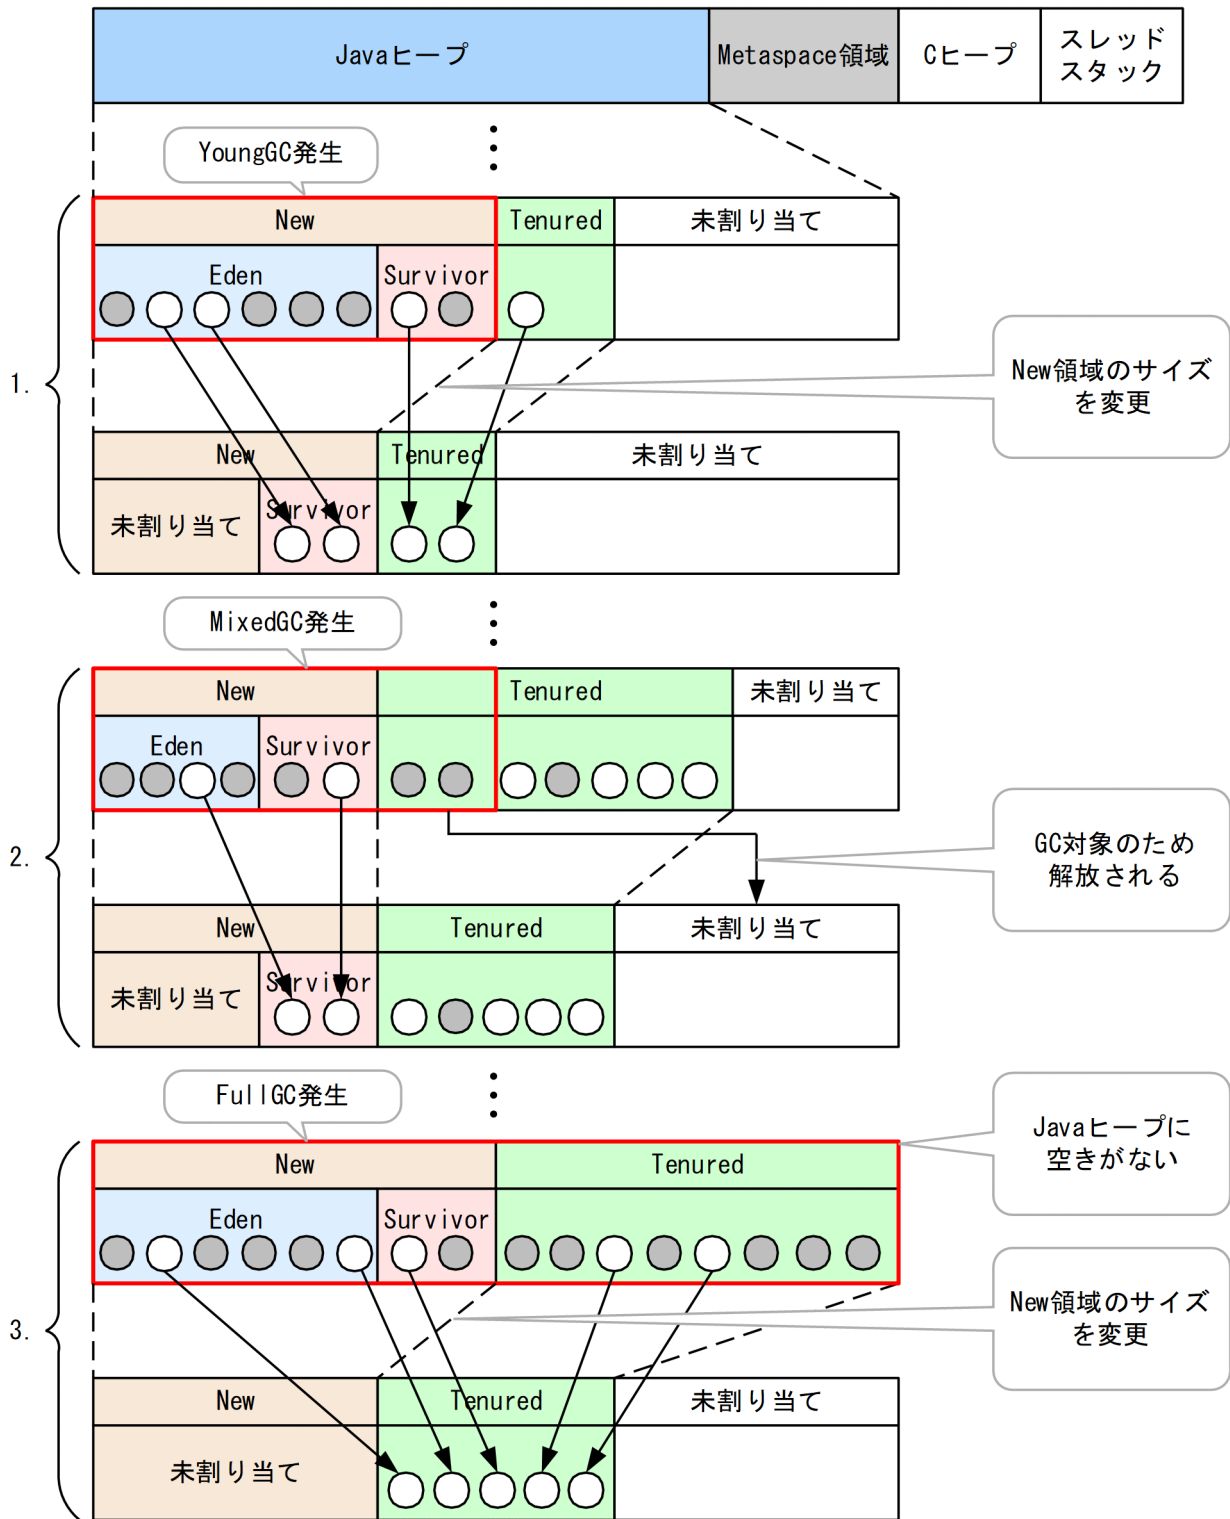 Javaヒープ
Metaspace領域
Cヒープ
スレッド
スタック
YoungGC発生
1.
New
Tenured
未割り当て
Eden
Survivor
New領域のサイズ
を変更
New
Tenured
未割り当て
未割り当て
Survivor
MixedGC発生
2.
New
Tenured
未割り当て
Eden
Survivor
GC対象のため
解放される
New
Tenured
未割り当て
未割り当て
Survivor
FullGC発生
3.
Javaヒープに
空きがない
New
Tenured
Eden
Survivor
New領域のサイズ
を変更
New
Tenured
未割り当て
未割り当て